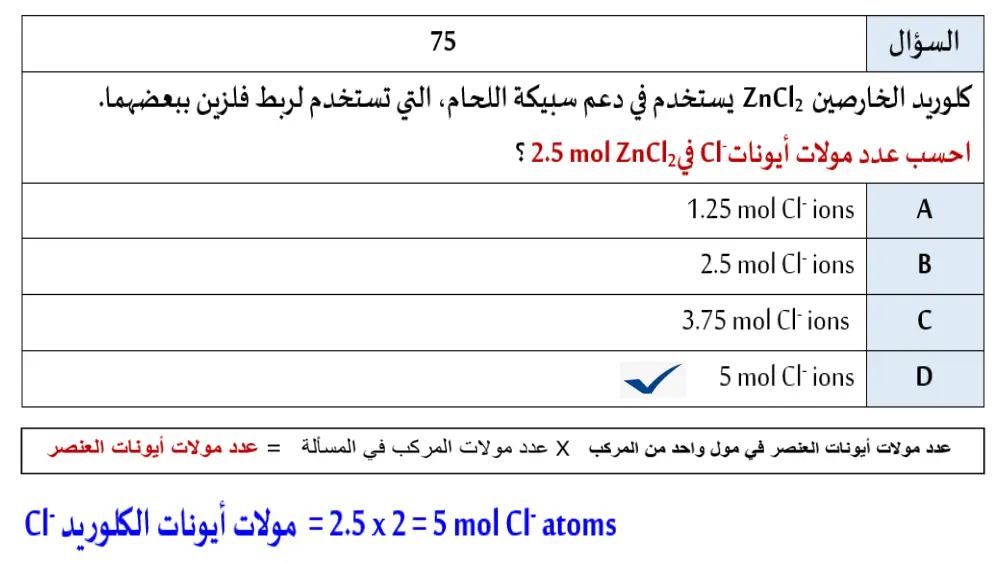 السؤال 75
كلوريد الخارصين ZnCl₂ يستخدم في دعم سبيكة اللحام، التي تستخدم لربط فلزين ببعضهما.
احسب عدد مولات أيونات Cl⁻ في 2.5 mol ZnCl₂ ؟
A 1.25 mol Cl⁻ ions
B 2.5 mol Cl⁻ ions
C 3.75 mol Cl⁻ ions
D 5 mol Cl⁻ ions
عدد مولات أيونات العنصر = عدد مولات المركب في المسألة X عدد مولات أيونات العنصر في مول واحد من المركب
Cl⁻ مولات أيونات الكلوريد = 2.5 x 2 = 5 mol Cl⁻ atoms